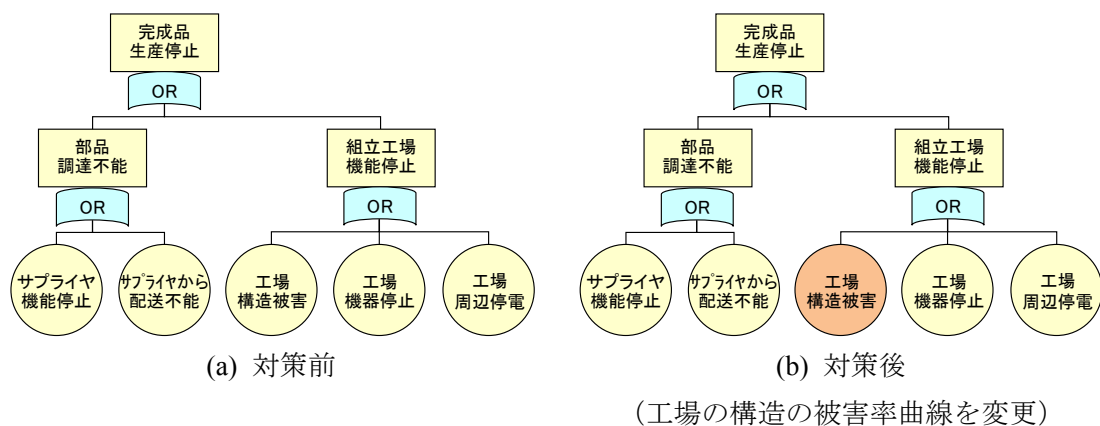 完成品
生産停止
OR
部品
調達不能
組立工場
機能停止
OR
OR
サプライヤ
機能停止
サプライヤから
配送不能
工場
構造被害
工場
機器停止
工場
周辺停電
(a) 対策前
完成品
生産停止
OR
部品
調達不能
組立工場
機能停止
OR
OR
サプライヤ
機能停止
サプライヤから
配送不能
工場
構造被害
工場
機器停止
工場
周辺停電
(b) 対策後
（工場の構造の被害率曲線を変更）